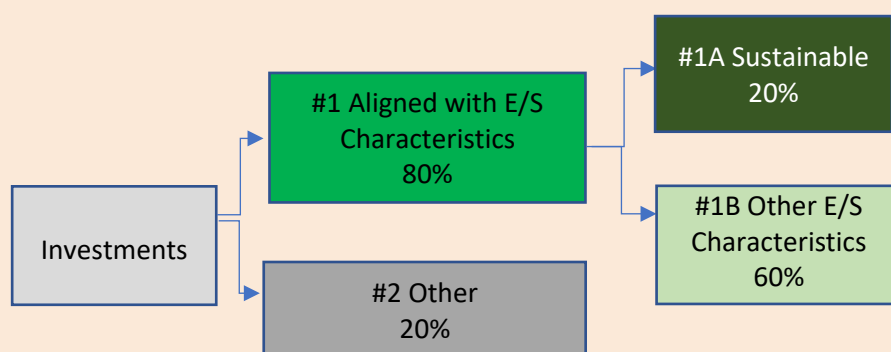 Investments
#1 Aligned with E/S
Characteristics
80%
#2 Other
20%
#1A Sustainable
20%
#1B Other E/S
Characteristics
60%